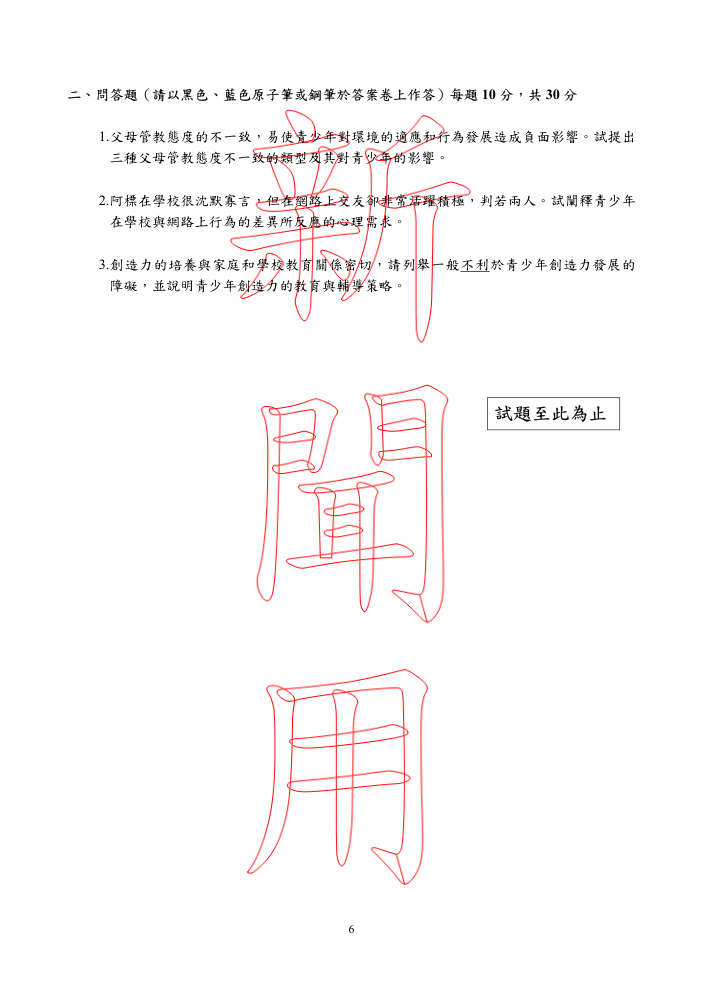 二、問答題（請以黑色、藍色原子筆或鋼筆於答案卷上作答）每題 10 分，共 30 分
1.父母管教態度的不一致，易使青少年對環境的適應和行為發展造成負面影響。試提出
三種父母管教態度不一致的類型及其對青少年的影響。
2.阿標在學校很沈默寡言，但在網路上交友卻非常活躍積極，判若兩人。試闡釋青少年
在學校與網路上行為的差異所反應的心理需求。
3.創造力的培養與家庭和學校教育關係密切，請列舉一般不利於青少年創造力發展的
障礙，並說明青少年創造力的教育與輔導策略。
試題至此為止
新
聞
用
6